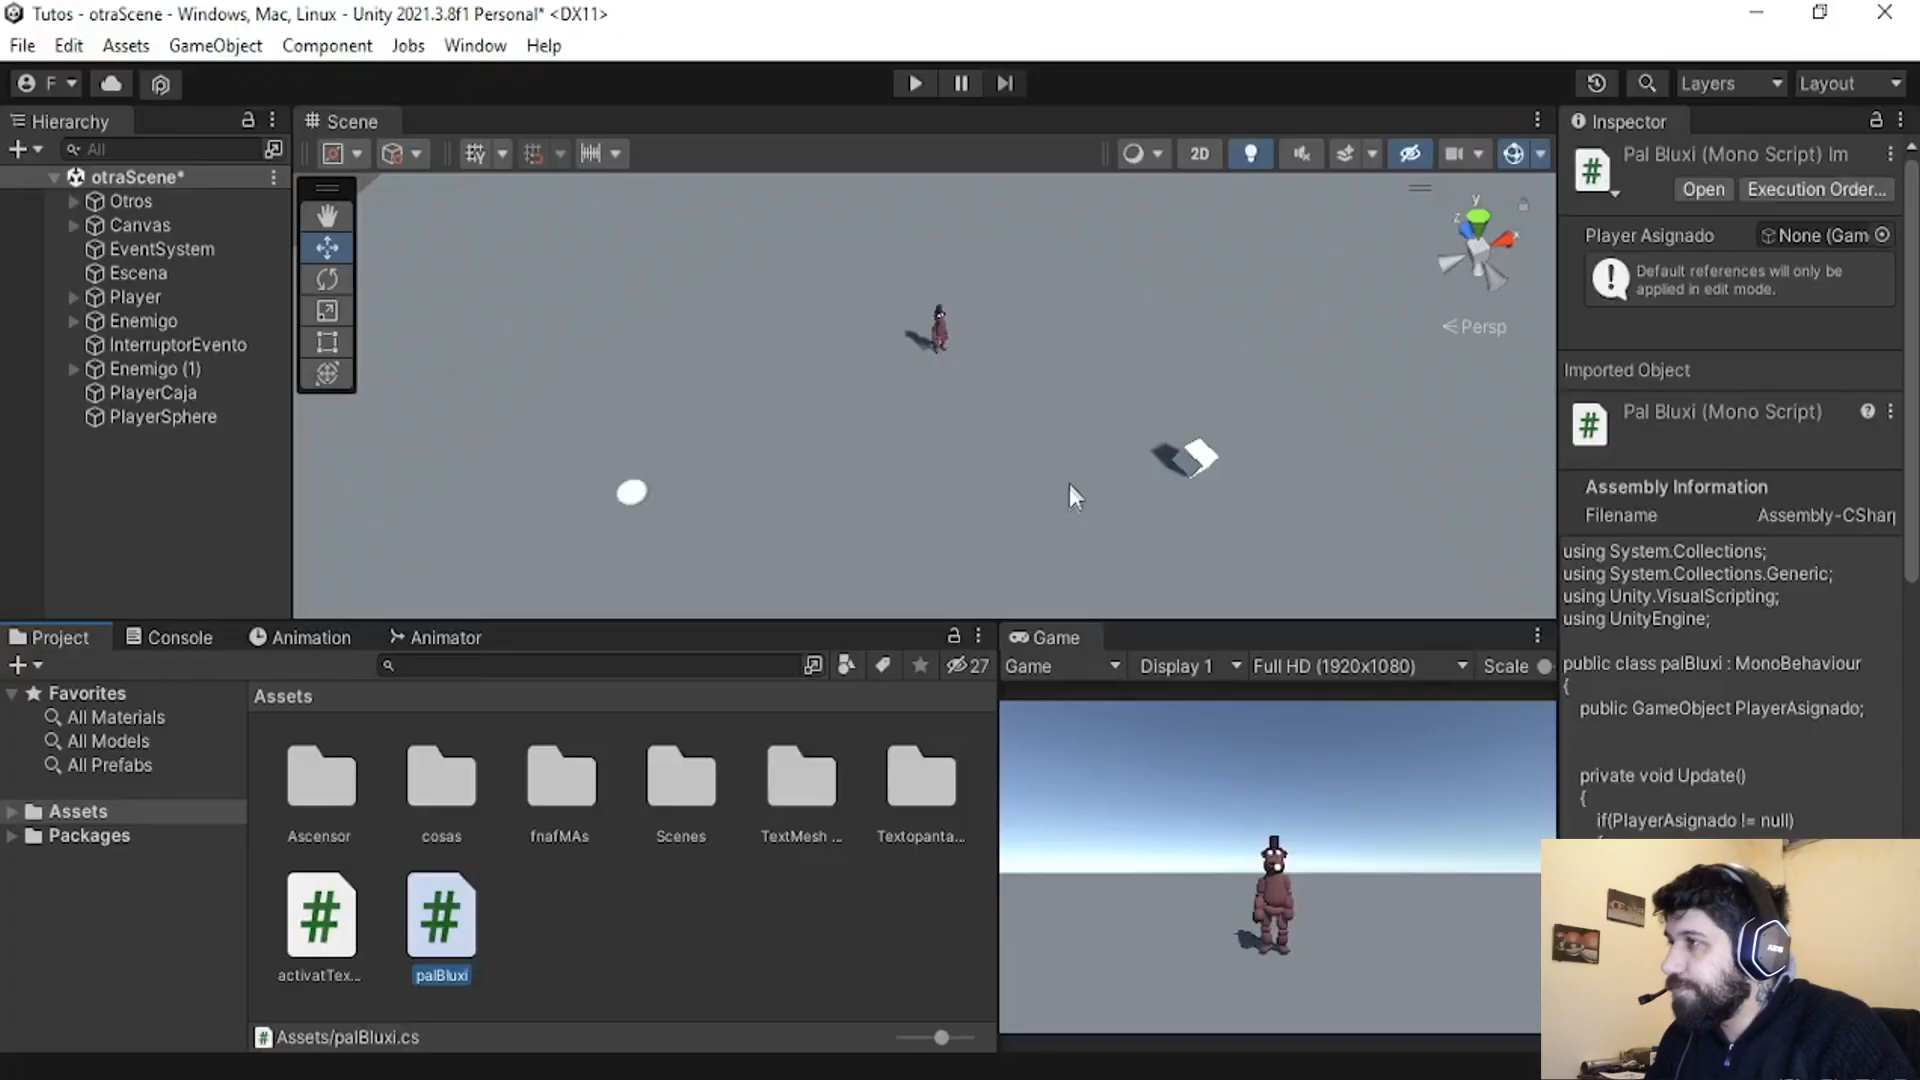 Tutos - otraScene - Windows, Mac, Linux - Unity 2021.3.8f1 Personal* <DX11>
File Edit Assets GameObject Component Jobs Window Help
F Layers Layout
Hierarchy
All
otraScene*
Otros
Canvas
EventSystem
Escena
Player
Enemigo
InterruptorEvento
Enemigo (1)
PlayerCaja
PlayerSphere
Scene
2D
y
z
x
Persp
Inspector
Pal Bluxi (Mono Script) Im
Open Execution Order...
Player Asignado None (Gam
Default references will only be
applied in edit mode.
Imported Object
Pal Bluxi (Mono Script)
Assembly Information
Filename Assembly-CShar
using System.Collections;
using System.Collections.Generic;
using Unity.VisualScripting;
using UnityEngine;
public class palBluxi : MonoBehaviour
{
public GameObject PlayerAsignado;
private void Update()
{
if(PlayerAsignado != null)
Project Console Animation Animator
27
Favorites
All Materials
All Models
All Prefabs
Assets
Packages
Assets
Ascensor cosas fnafMAs Scenes TextMesh ... Textopanta...
activatTex... palBluxi
Assets/palBluxi.cs
Game
Game Display 1 Full HD (1920x1080) Scale